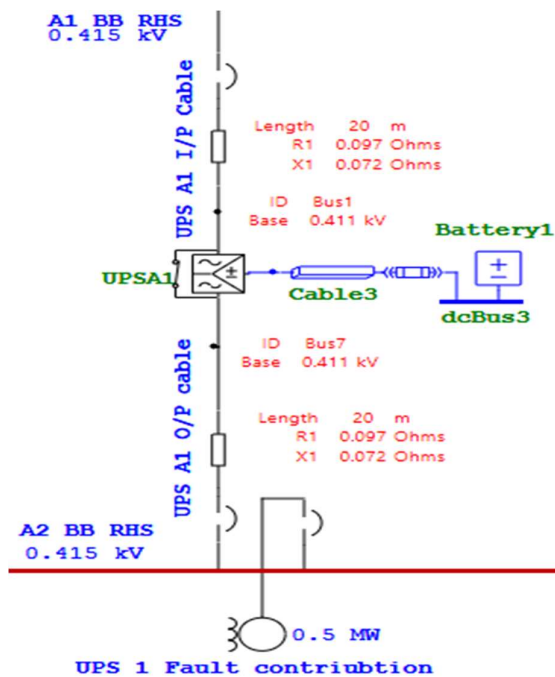 A1 BB RHS
0.415 kV
UPS A1 I/P Cable
Length 20 m
R1 0.097 Ohms
X1 0.072 Ohms
ID Bus1
Base 0.411 kV
Battery1
UPSA1
Cable3
dcBus3
ID Bus7
Base 0.411 kV
UPS A1 O/P cable
Length 20 m
R1 0.097 Ohms
X1 0.072 Ohms
A2 BB RHS
0.415 kV
0.5 MW
UPS 1 Fault contriubtion